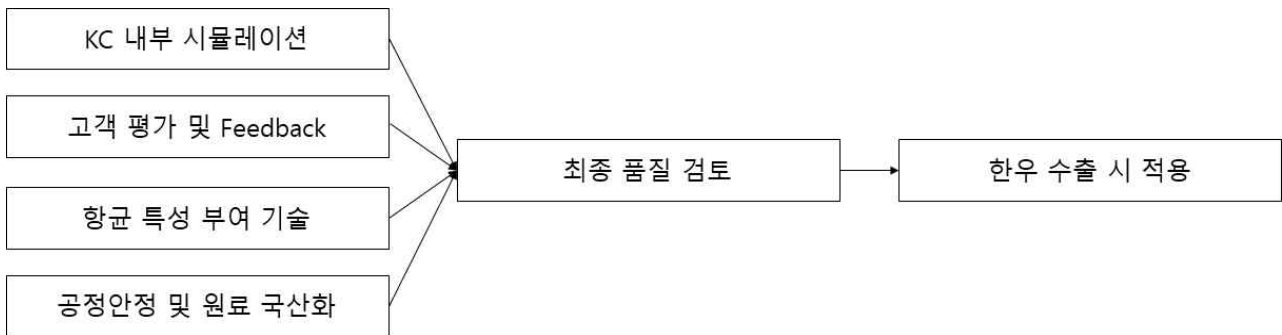 KC 내부 시뮬레이션
고객 평가 및 Feedback
항균 특성 부여 기술
공정안정 및 원료 국산화
최종 품질 검토
한우 수출 시 적용